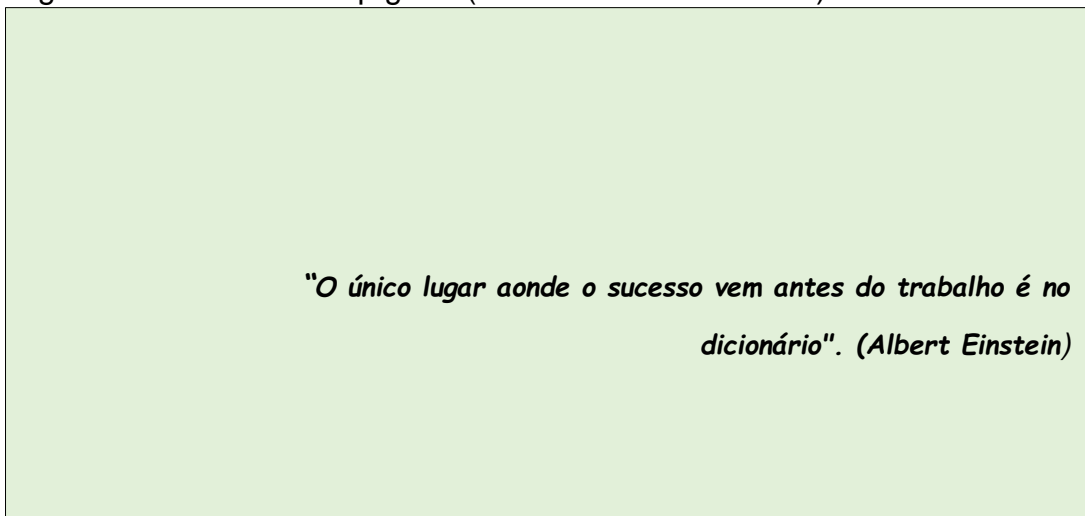 “O único lugar aonde o sucesso vem antes do trabalho é no
dicionário". (Albert Einstein)